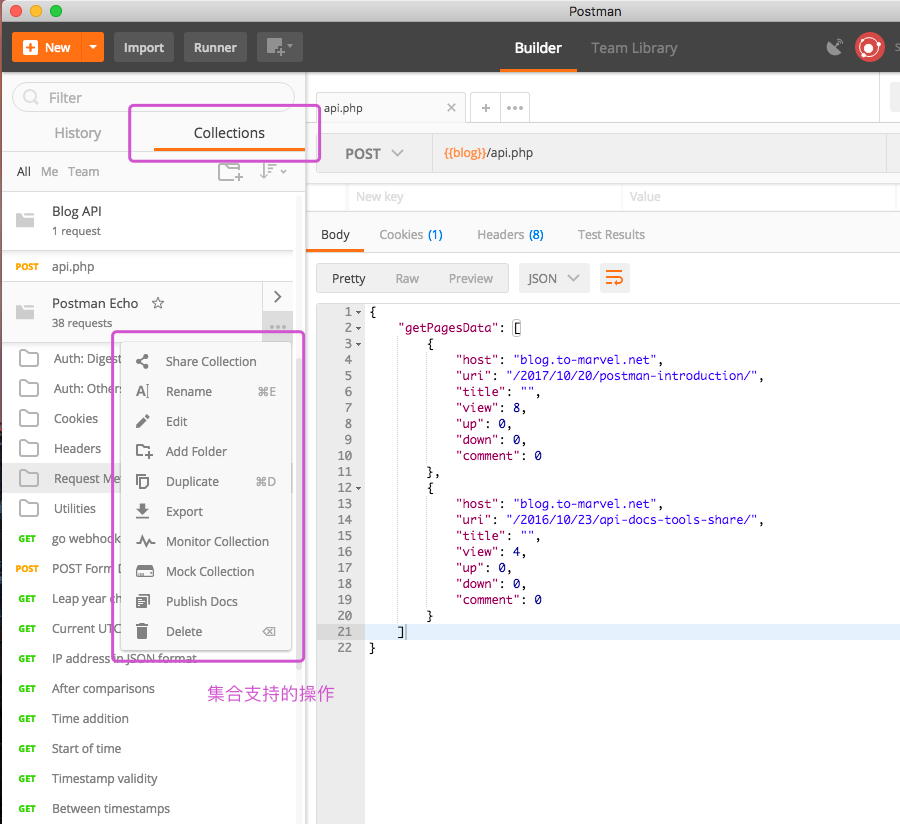 Postman
New
Import
Runner
Builder
Team Library
Filter
History
Collections
All Me Team
Blog API
1 request
POST api.php
Postman Echo
38 requests
Auth: Digest
Auth: Others
Cookies
Headers
Request Me
Utilities
GET go webhook
POST POST Form D
GET Leap year ch
GET Current UTC
GET IP address in JSON format
GET After comparisons
GET Time addition
GET Start of time
GET Timestamp validity
GET Between timestamps
Share Collection
Rename ⌘E
Edit
Add Folder
Duplicate ⌘D
Export
Monitor Collection
Mock Collection
Publish Docs
Delete ⌫
集合支持的操作
api.php
POST {{blog}}/api.php
New key Value
Body Cookies (1) Headers (8) Test Results
Pretty Raw Preview JSON
1 {
2 "getPagesData": [
3 {
4 "host": "blog.to-marvel.net",
5 "uri": "/2017/10/20/postman-introduction/",
6 "title": "",
7 "view": 8,
8 "up": 0,
9 "down": 0,
10 "comment": 0
11 },
12 {
13 "host": "blog.to-marvel.net",
14 "uri": "/2016/10/23/api-docs-tools-share/",
15 "title": "",
16 "view": 4,
17 "up": 0,
18 "down": 0,
19 "comment": 0
20 }
21 ]
22 }